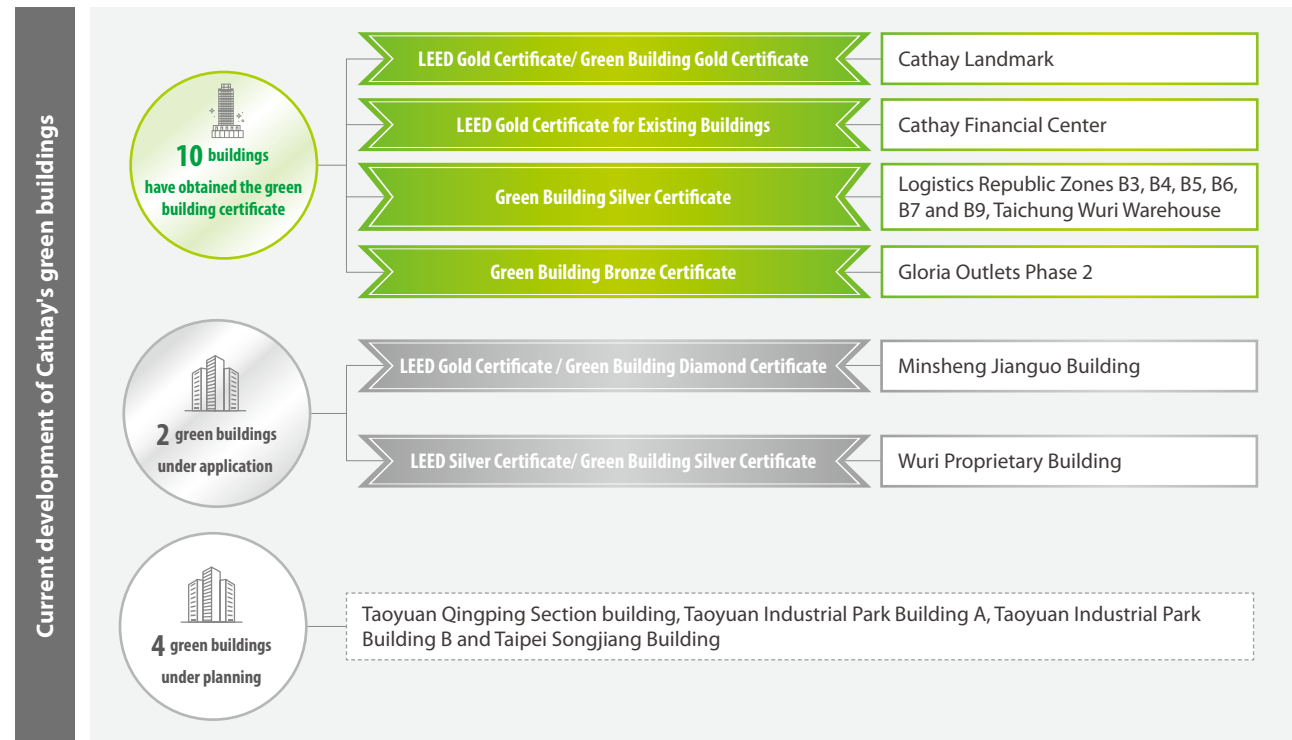 Current development of Cathay's green buildings
10 buildings
have obtained the green
building certificate
LEED Gold Certificate/ Green Building Gold Certificate
Cathay Landmark
LEED Gold Certificate for Existing Buildings
Cathay Financial Center
Green Building Silver Certificate
Logistics Republic Zones B3, B4, B5, B6,
B7 and B9, Taichung Wuri Warehouse
Green Building Bronze Certificate
Gloria Outlets Phase 2
2 green buildings
under application
LEED Gold Certificate / Green Building Diamond Certificate
Minsheng Jianguo Building
LEED Silver Certificate/ Green Building Silver Certificate
Wuri Proprietary Building
4 green buildings
under planning
Taoyuan Qingping Section building, Taoyuan Industrial Park Building A, Taoyuan Industrial Park
Building B and Taipei Songjiang Building